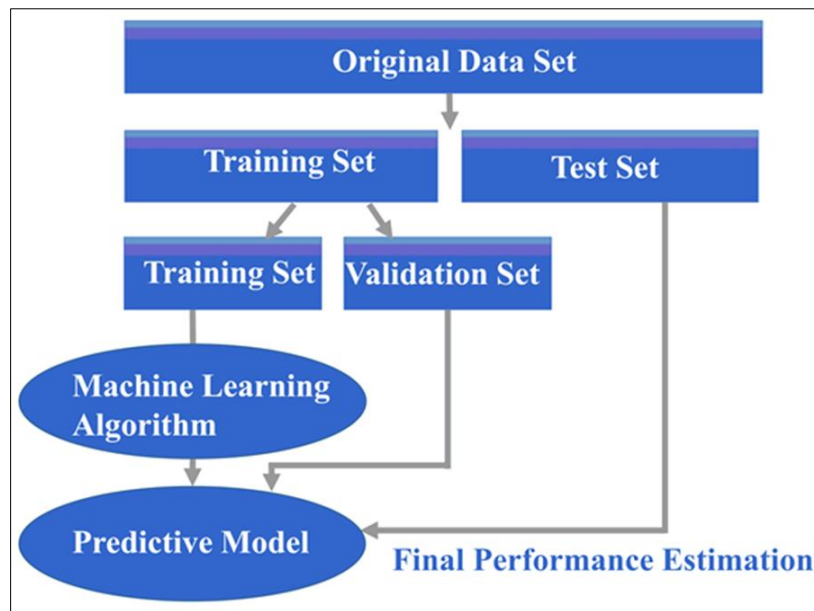 Original Data Set
Training Set
Test Set
Training Set
Validation Set
Machine Learning
Algorithm
Predictive Model
Final Performance Estimation